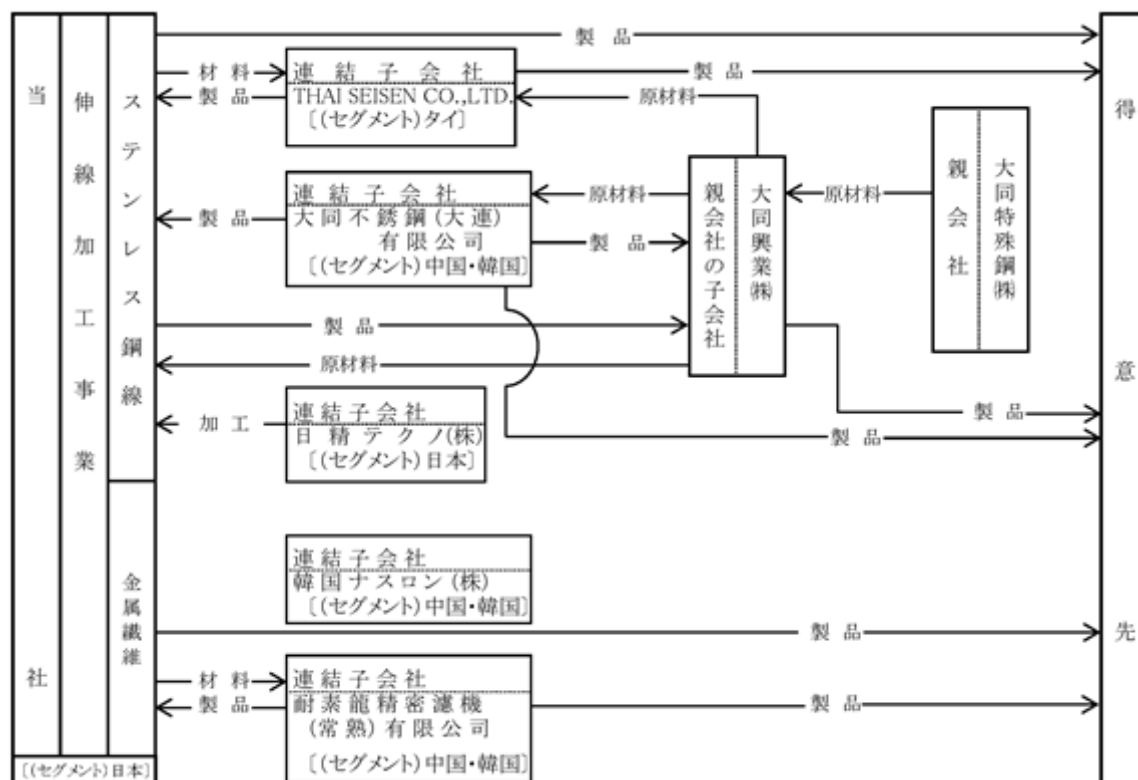 当社
伸線加工事業
ステンレス鋼線
金属繊維
[(セグメント)日本]
製品
材料
製品
連結子会社
THAI SEISEN CO.,LTD.
[(セグメント)タイ]
製品
原材料
連結子会社
大同不銹鋼(大連)
有限公司
[(セグメント)中国・韓国]
製品
原材料
製品
親会社の子会社
大同興業㈱
原材料
親会社
大同特殊鋼㈱
製品
原材料
加工
連結子会社
日精テクノ(株)
[(セグメント)日本]
製品
製品
連結子会社
韓国ナスロン(株)
[(セグメント)中国・韓国]
製品
材料
製品
連結子会社
耐素龍精密濾機
(常熟)有限公司
[(セグメント)中国・韓国]
製品
得意先